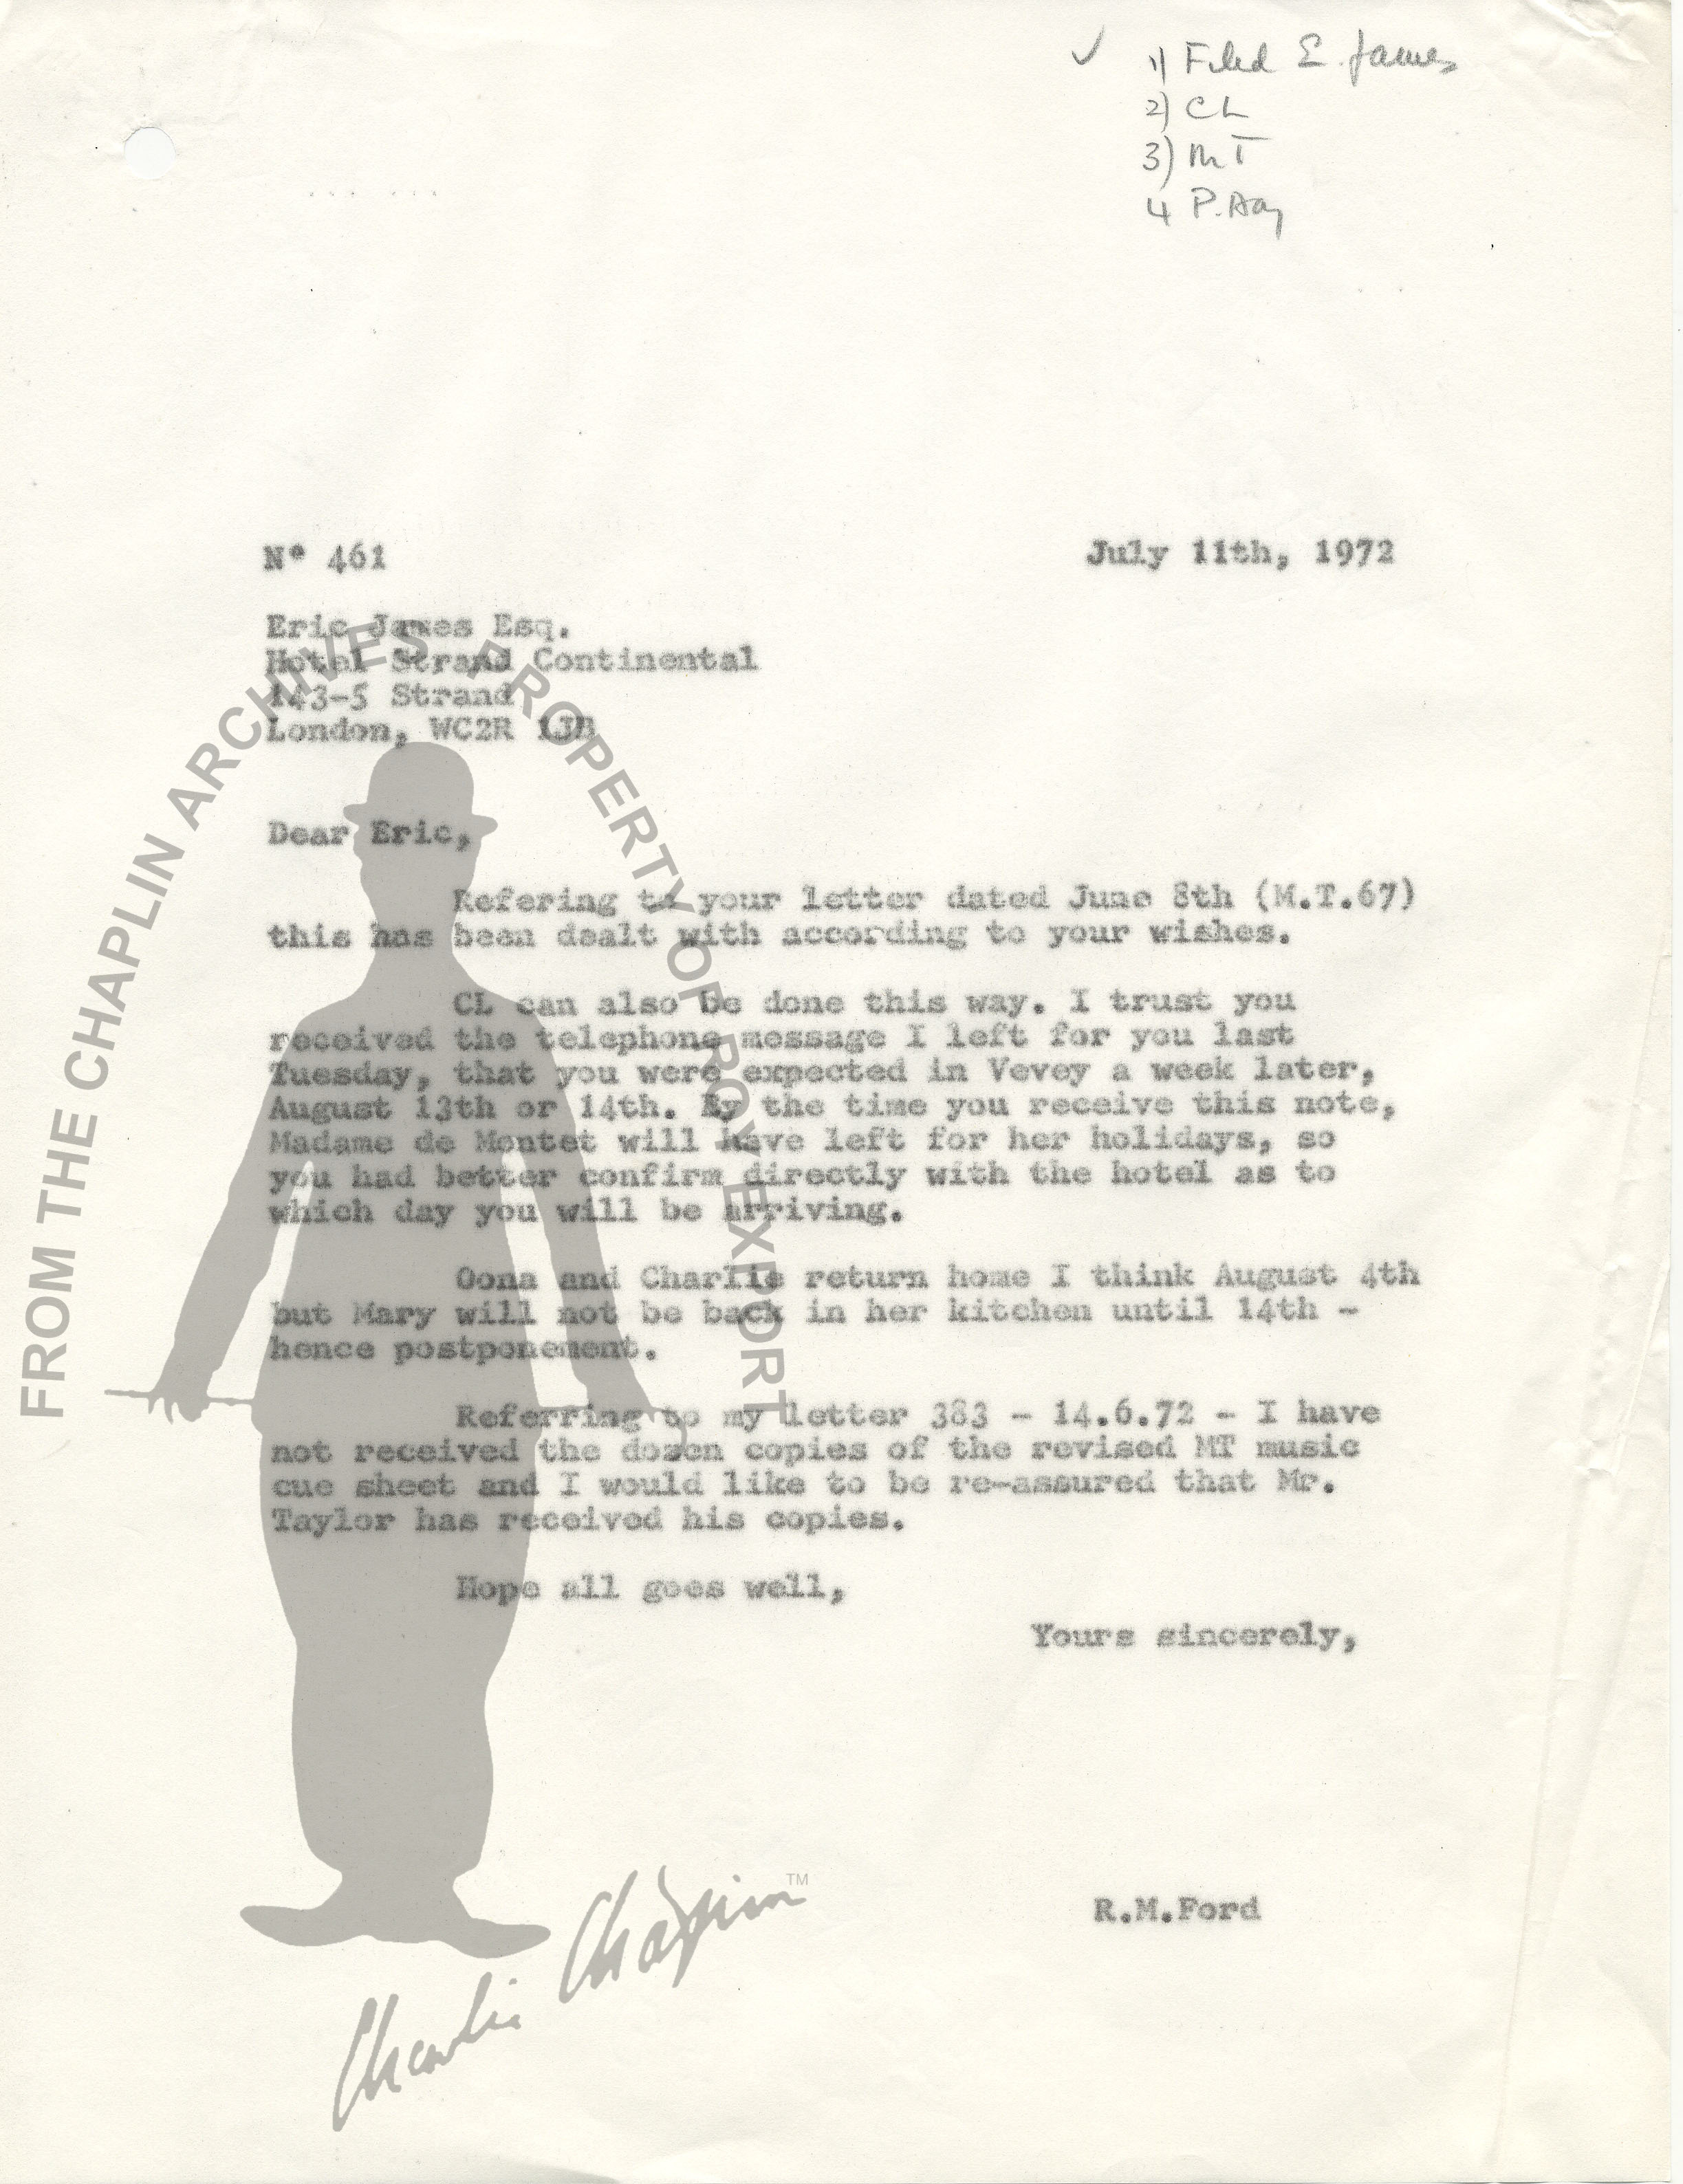 ✓ 1) Filed E. James
2) CL
3) MT
4 P. Day
Nº 461 July 11th, 1972
Eric James Esq.
Hotel Strand Continental
143-5 Strand
London, WC2R 1JB
Dear Eric,
Refering to your letter dated June 8th (M.T.67)
this has been dealt with according to your wishes.
CL can also be done this way. I trust you
received the telephone message I left for you last
Tuesday, that you were expected in Vevey a week later,
August 13th or 14th. By the time you receive this note,
Madame de Montet will have left for her holidays, so
you had better confirm directly with the hotel as to
which day you will be arriving.
Oona and Charlie return home I think August 4th
but Mary will not be back in her kitchen until 14th -
hence postponement.
Referring to my letter 383 - 14.6.72 - I have
not received the dozen copies of the revised MT music
cue sheet and I would like to be re-assured that Mr.
Taylor has received his copies.
Hope all goes well,
Yours sincerely,
R.M.Ford
FROM THE CHAPLIN ARCHIVES PROPERTY OF ROY EXPORT
Charlie Chaplin™